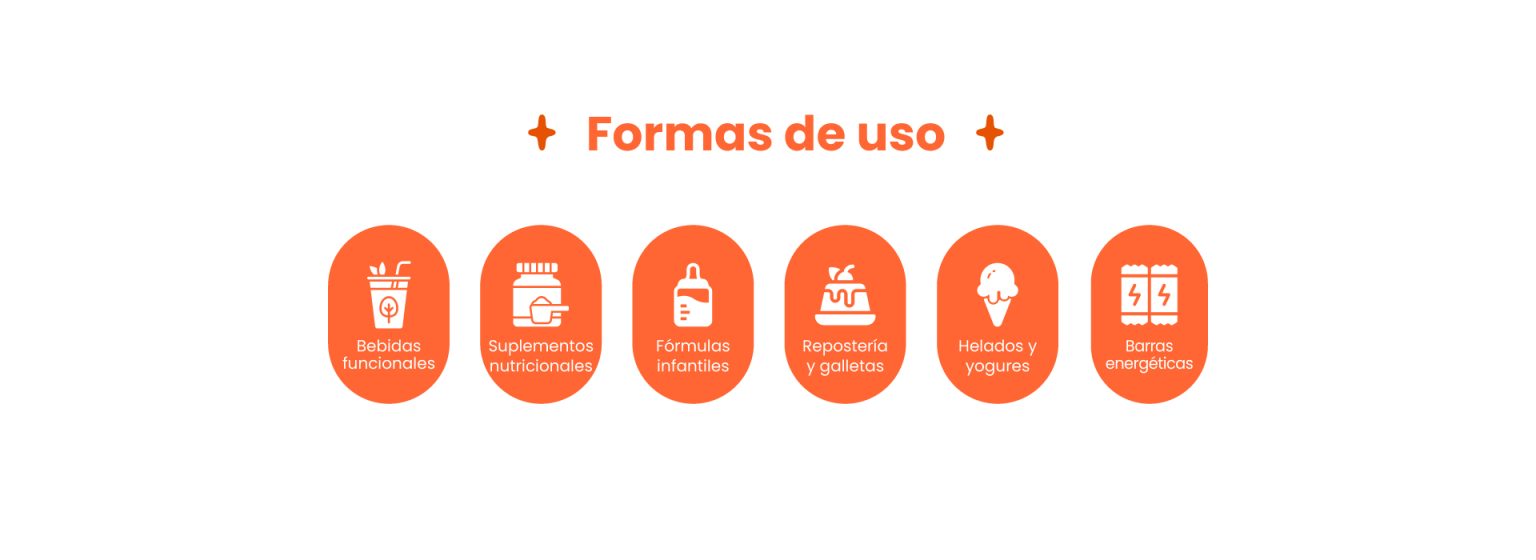 Formas de uso
Bebidas
funcionales
Suplementos
nutricionales
Fórmulas
infantiles
Repostería
y galletas
Helados y
yogures
Barras
energéticas